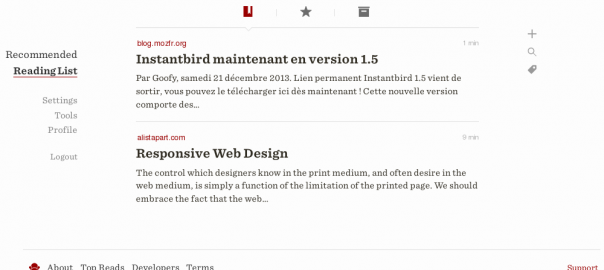 Recommended
Reading List
Settings
Tools
Profile
Logout
blog.mozfr.org
1 min
Instantbird maintenant en version 1.5
Par Goofy, samedi 21 décembre 2013. Lien permanent Instantbird 1.5 vient de
sortir, vous pouvez le télécharger ici dès maintenant ! Cette nouvelle version
comporte des...
alistapart.com
9 min
Responsive Web Design
The control which designers know in the print medium, and often desire in the
web medium, is simply a function of the limitation of the printed page. We should
embrace the fact that the web...
About Top Reads Developers Terms
Support